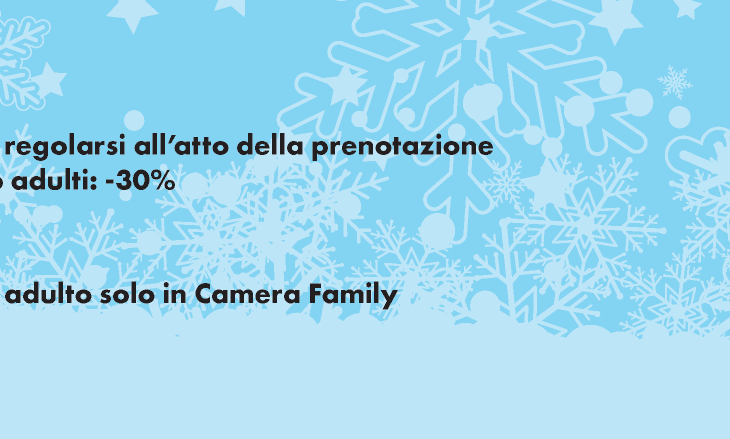 regolarsi all’atto della prenotazione
adulti: -30%
adulto solo in Camera Family